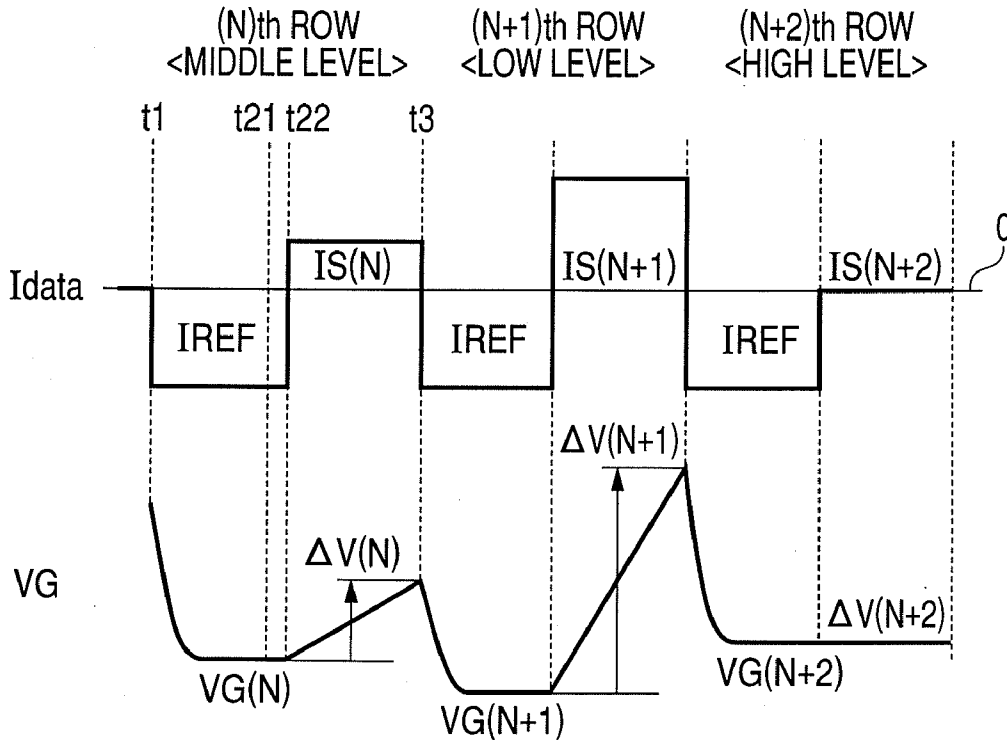 (N)th ROW
<MIDDLE LEVEL>
(N+1)th ROW
<LOW LEVEL>
(N+2)th ROW
<HIGH LEVEL>
t1
t21
t22
t3
0
Idata
IREF
IS(N)
IREF
IS(N+1)
IREF
IS(N+2)
VG
ΔV(N)
VG(N)
ΔV(N+1)
VG(N+1)
ΔV(N+2)
VG(N+2)